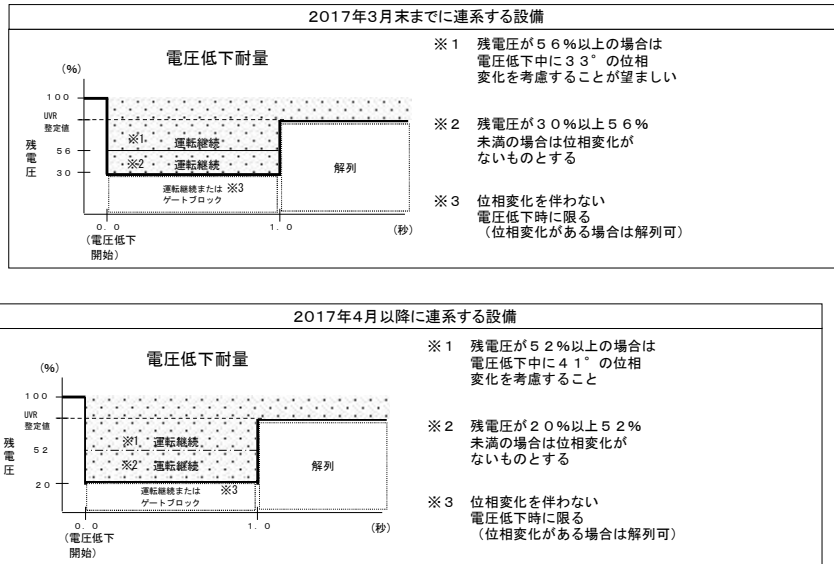 2017年3月末までに連系する設備
電圧低下耐量
(%)
100
UVR
整定値
56
30
残
電
圧
※1 運転継続
※2 運転継続
運転継続または ※3
ゲートブロック
解列
0.0
(電圧低下
開始)
1.0
(秒)
※1 残電圧が56%以上の場合は
電圧低下中に33°の位相
変化を考慮することが望ましい
※2 残電圧が30%以上56%
未満の場合は位相変化が
ないものとする
※3 位相変化を伴わない
電圧低下時に限る
(位相変化がある場合は解列可)
2017年4月以降に連系する設備
電圧低下耐量
(%)
100
UVR
整定値
52
20
残
電
圧
※1 運転継続
※2 運転継続
運転継続または ※3
ゲートブロック
解列
0.0
(電圧低下
開始)
1.0
(秒)
※1 残電圧が52%以上の場合は
電圧低下中に41°の位相
変化を考慮すること
※2 残電圧が20%以上52%
未満の場合は位相変化が
ないものとする
※3 位相変化を伴わない
電圧低下時に限る
(位相変化がある場合は解列可)